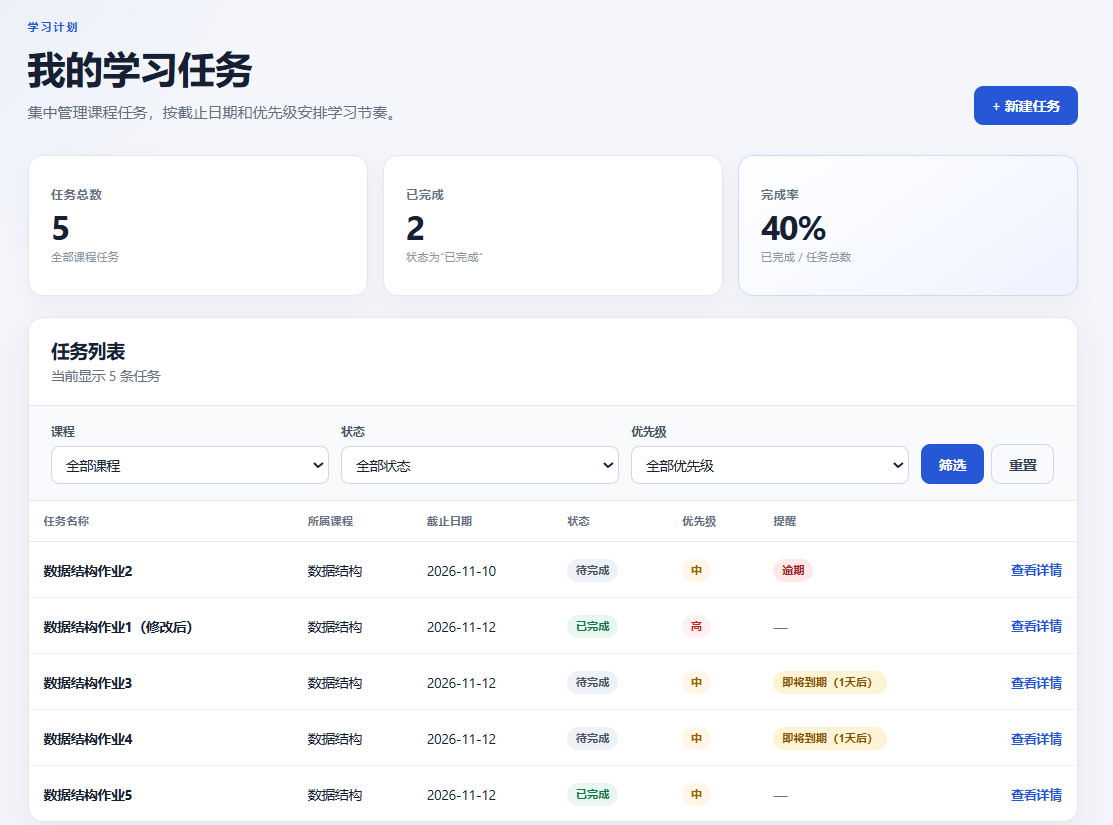 学习计划
我的学习任务
集中管理课程任务，按截止日期和优先级安排学习节奏。
+ 新建任务
任务总数
5
全部课程任务
已完成
2
状态为“已完成”
完成率
40%
已完成 / 任务总数
任务列表
当前显示 5 条任务
课程 状态 优先级
全部课程 全部状态 全部优先级 筛选 重置
任务名称 所属课程 截止日期 状态 优先级 提醒
数据结构作业2 数据结构 2026-11-10 待完成 中 逾期 查看详情
数据结构作业1（修改后） 数据结构 2026-11-12 已完成 高 — 查看详情
数据结构作业3 数据结构 2026-11-12 待完成 中 即将到期（1天后） 查看详情
数据结构作业4 数据结构 2026-11-12 待完成 中 即将到期（1天后） 查看详情
数据结构作业5 数据结构 2026-11-12 已完成 中 — 查看详情